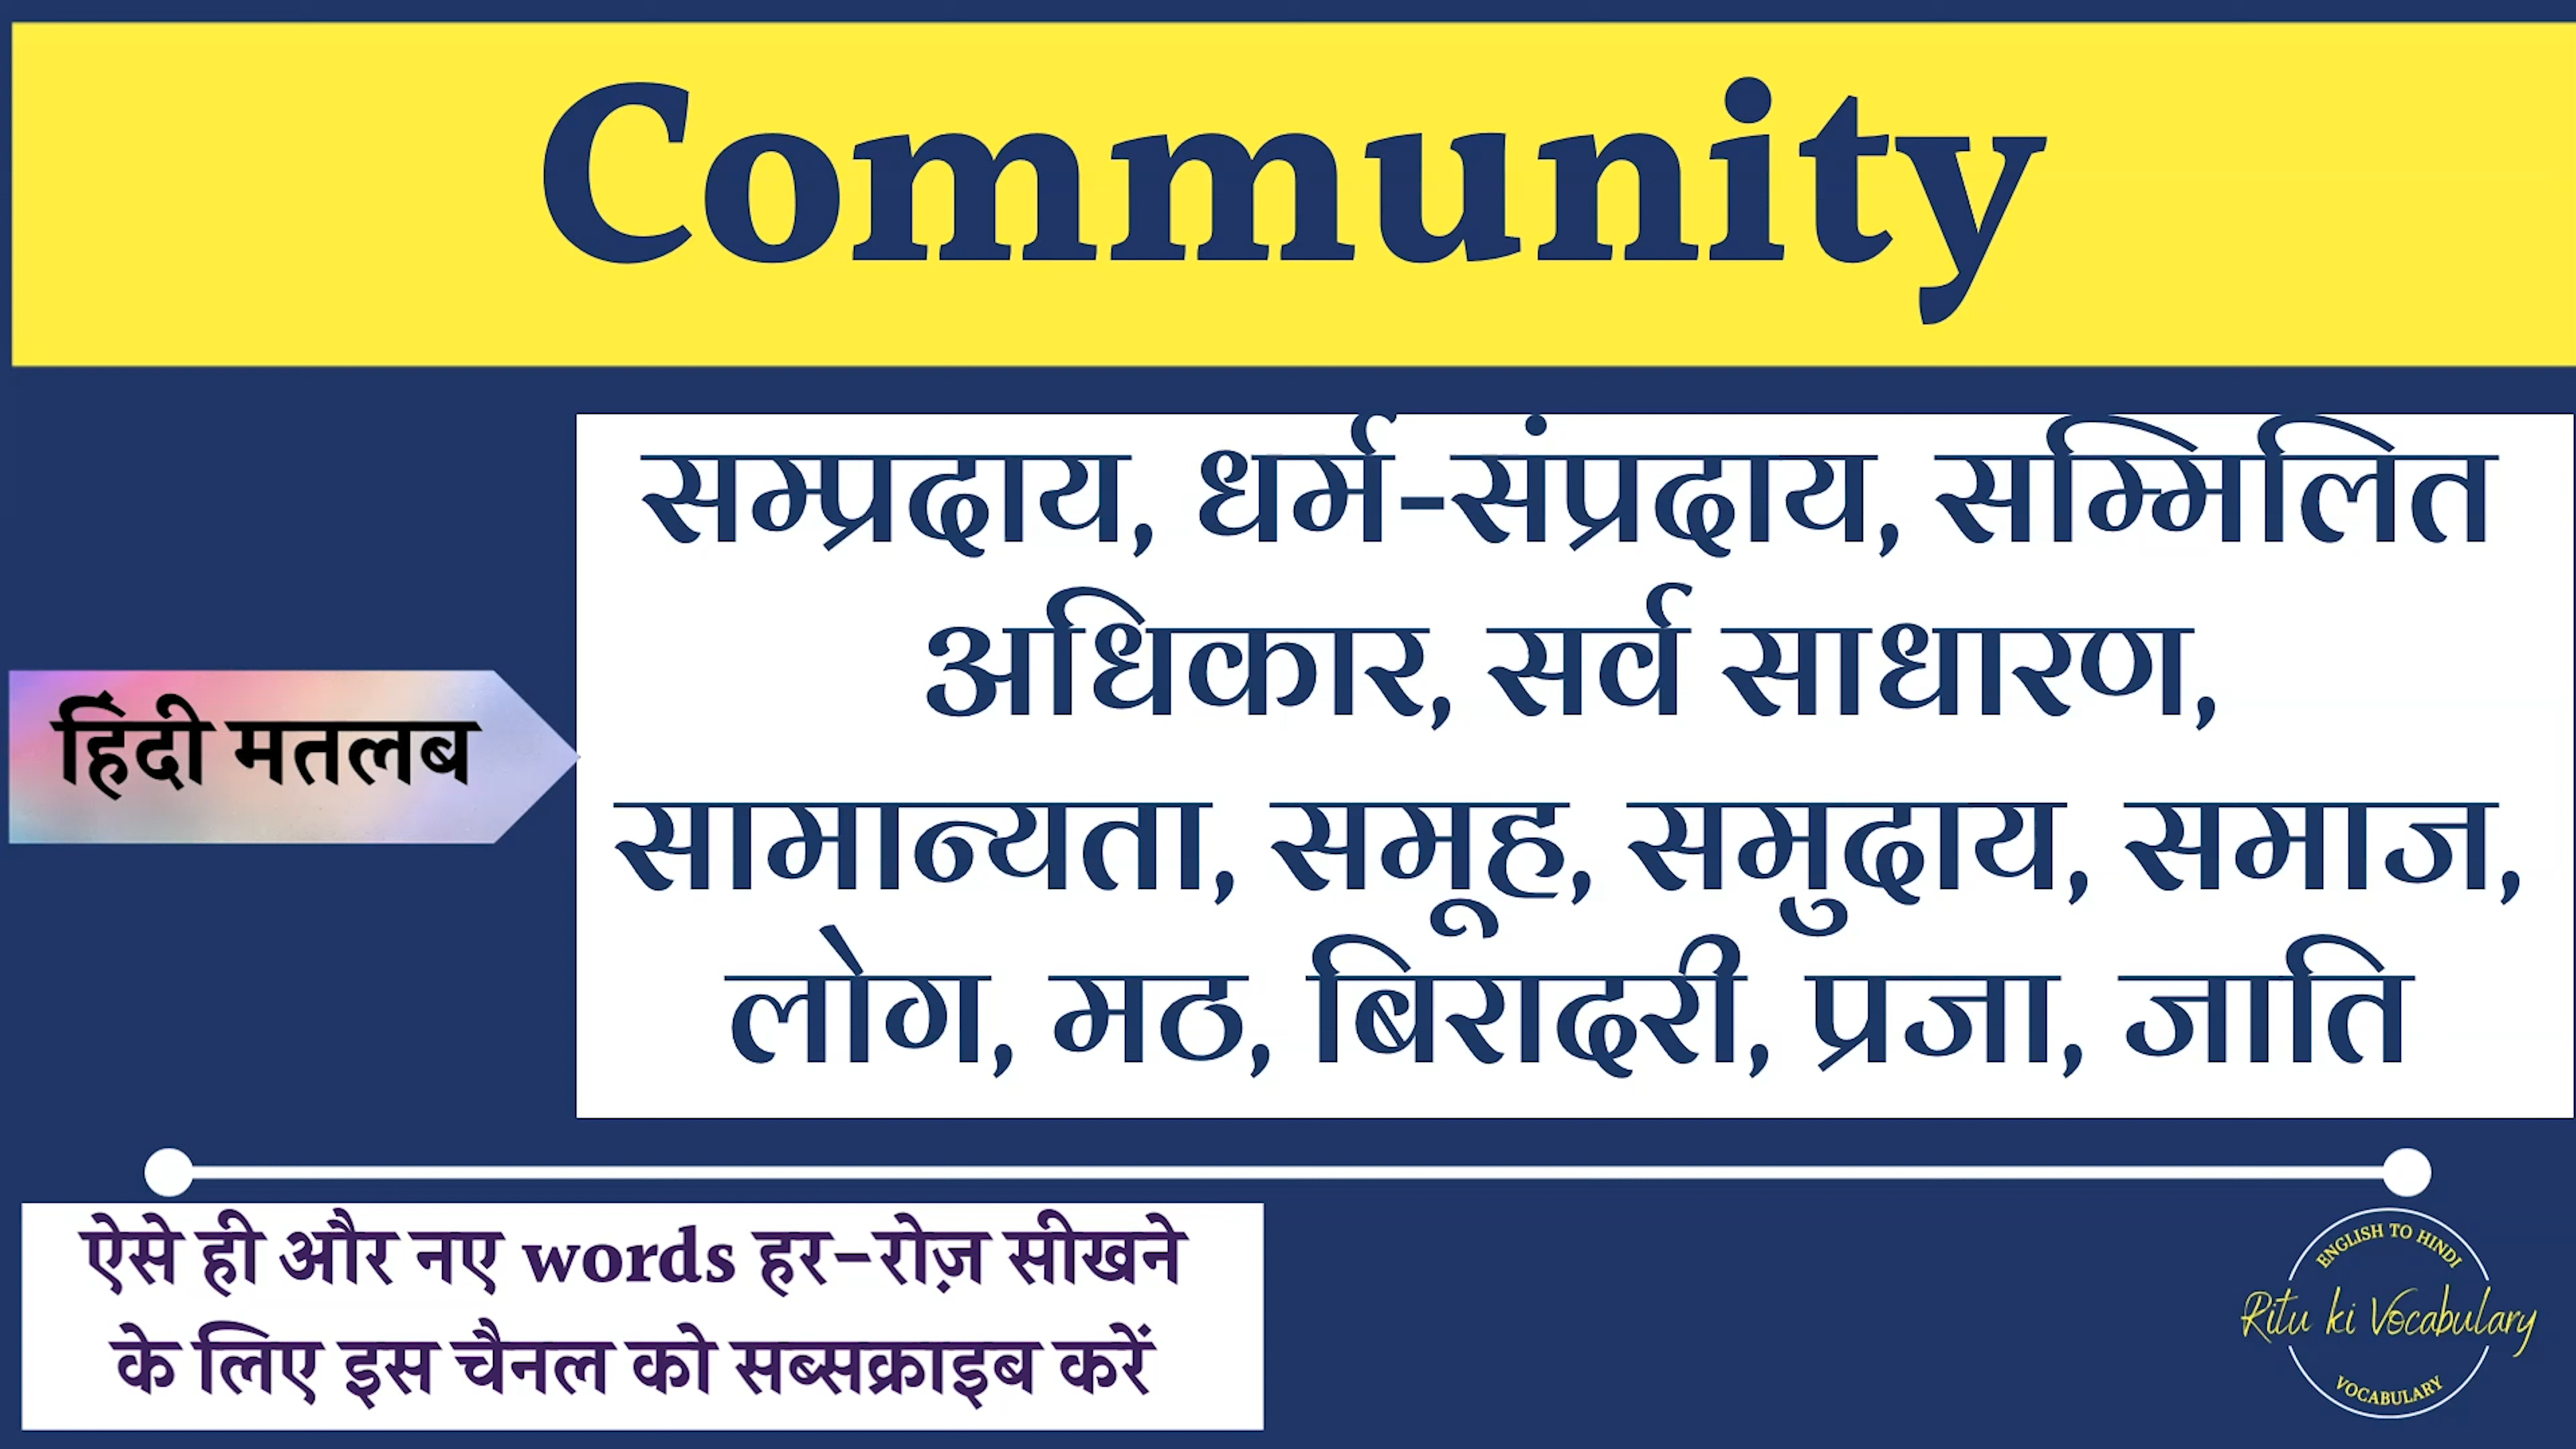 Community
सम्प्रदाय, धर्म-संप्रदाय, सम्मिलित
अधिकार, सर्व साधारण,
हिंदी मतलब
सामान्यता, समूह, समुदाय, समाज,
लोग, मठ, बिरादरी, प्रजा, जाति
ऐसे ही और नए words हर-रोज़ सीखने
के लिए इस चैनल को सब्सक्राइब करें
ENGLISH TO HINDI
Ritu ki Vocabulary
VOCABULARY